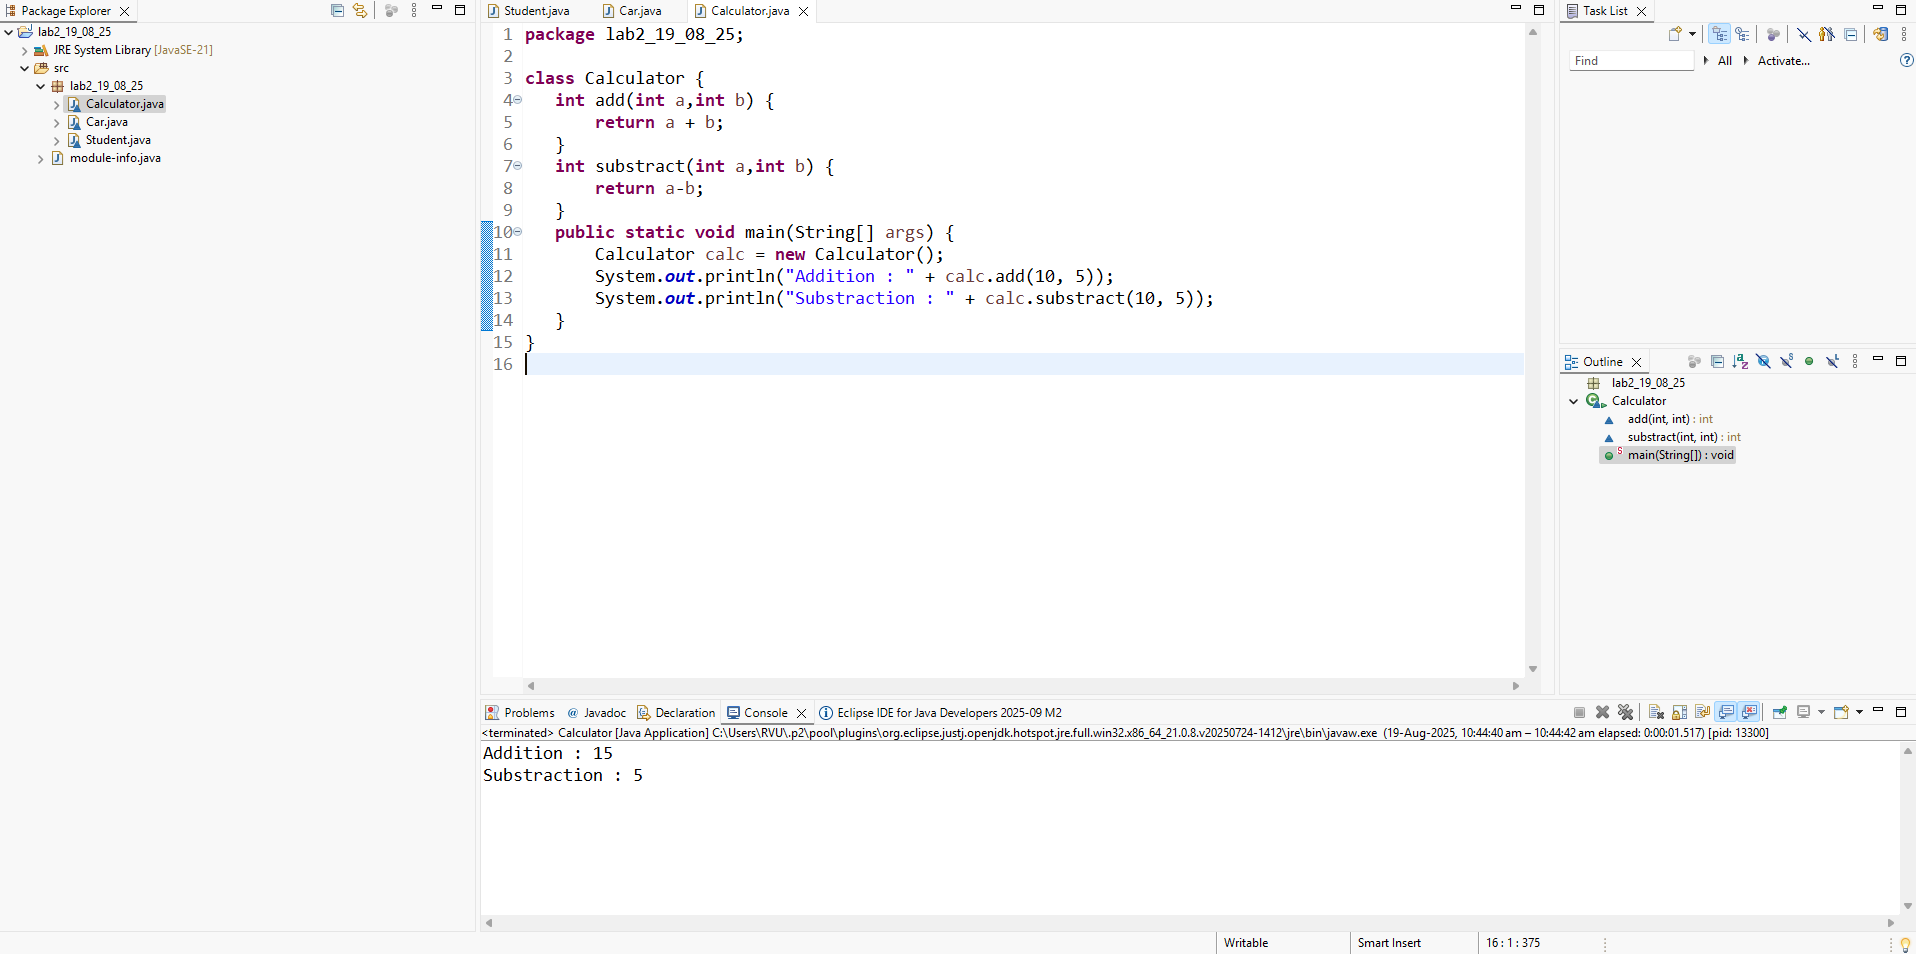 Package Explorer
lab2_19_08_25
JRE System Library [JavaSE-21]
src
lab2_19_08_25
Calculator.java
Car.java
Student.java
module-info.java
Student.java Car.java Calculator.java
1 package lab2_19_08_25;
2
3 class Calculator {
4 int add(int a,int b) {
5 return a + b;
6 }
7 int substract(int a,int b) {
8 return a-b;
9 }
10 public static void main(String[] args) {
11 Calculator calc = new Calculator();
12 System.out.println("Addition : " + calc.add(10, 5));
13 System.out.println("Substraction : " + calc.substract(10, 5));
14 }
15 }
16
Task List
Find All Activate...
Outline
lab2_19_08_25
Calculator
add(int, int) : int
substract(int, int) : int
main(String[]) : void
Problems @ Javadoc Declaration Console Eclipse IDE for Java Developers 2025-09 M2
<terminated> Calculator [Java Application] C:\Users\RVU\.p2\pool\plugins\org.eclipse.justj.openjdk.hotspot.jre.full.win32.x86_64_21.0.8.v20250724-1412\jre\bin\javaw.exe (19-Aug-2025, 10:44:40 am – 10:44:42 am elapsed: 0:00:01.517) [pid: 13300]
Addition : 15
Substraction : 5
Writable Smart Insert 16 : 1 : 375